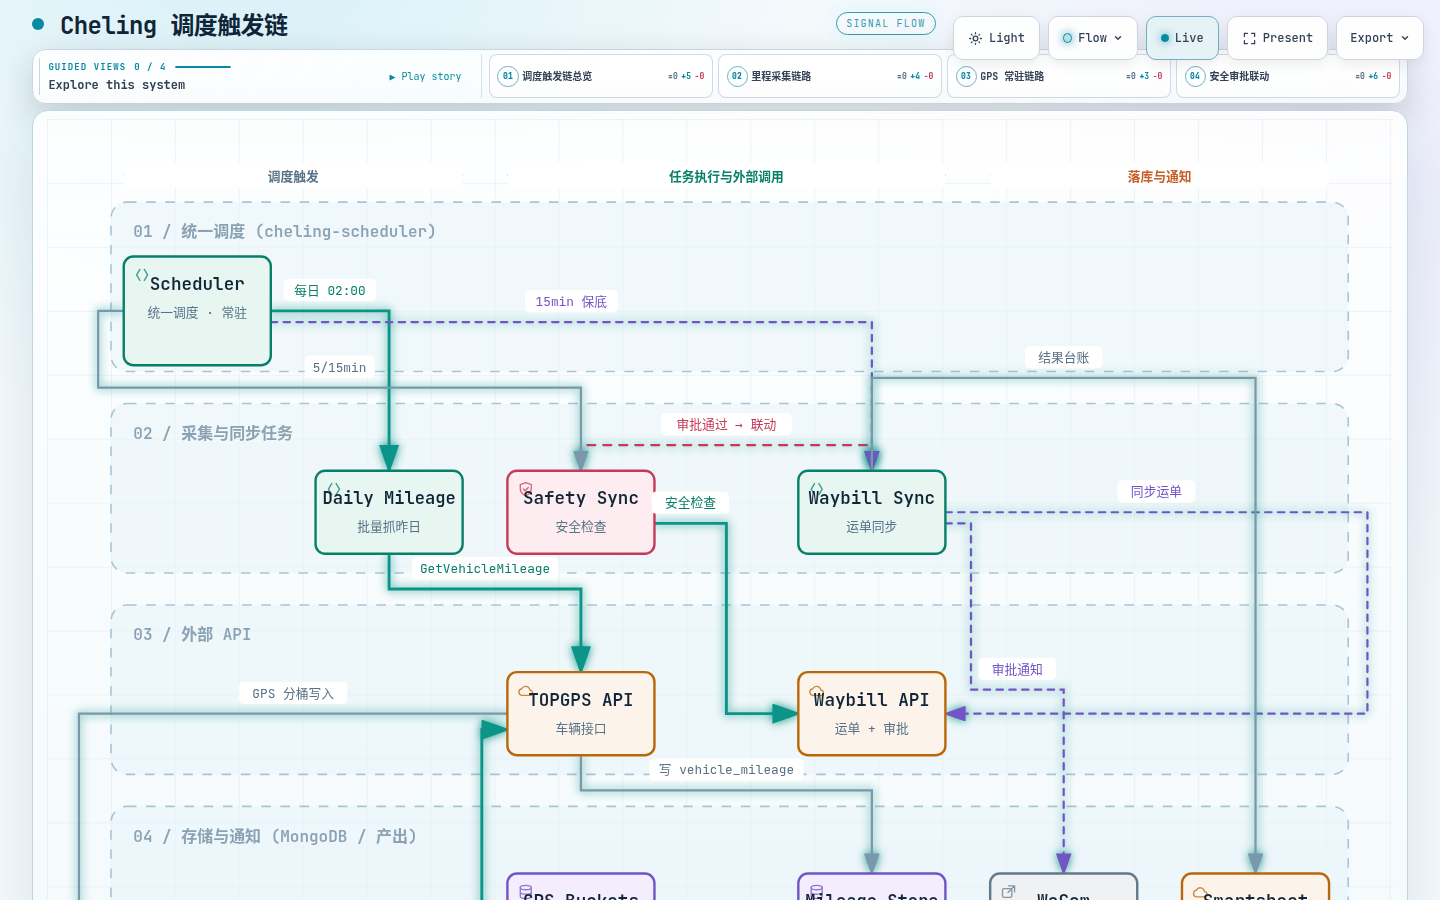 Cheling 调度触发链
SIGNAL FLOW
Light
Flow
Live
Present
Export
GUIDED VIEWS 0 / 4
Explore this system
▶ Play story
01 调度触发链总览 ≡0 +5 -0
02 里程采集链路 ≡0 +4 -0
03 GPS 常驻链路 ≡0 +3 -0
04 安全审批联动 ≡0 +6 -0
调度触发
任务执行与外部调用
落库与通知
01 / 统一调度 (cheling-scheduler)
Scheduler
统一调度 · 常驻
每日 02:00
15min 保底
5/15min
结果台账
02 / 采集与同步任务
审批通过 → 联动
Daily Mileage
批量抓昨日
Safety Sync
安全检查
安全检查
Waybill Sync
运单同步
同步运单
GetVehicleMileage
03 / 外部 API
审批通知
GPS 分桶写入
TOPGPS API
车辆接口
Waybill API
运单 + 审批
写 vehicle_mileage
04 / 存储与通知 (MongoDB / 产出)
GPS Buckets
Mileage Store
WeCom
Smartsheet